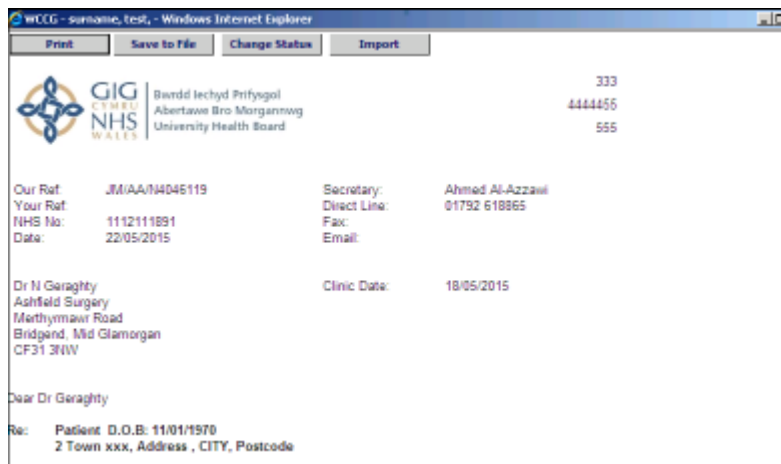 WCCG - surname, test, - Windows Internet Explorer
Print Save to File Change Status Import
GIG
CYMRU
NHS
WALES
Bwrdd Iechyd Prifysgol
Abertawe Bro Morgannwg
University Health Board
333
4444455
555
Our Ref: JM/AA/N4046119 Secretary: Ahmed Al-Azzawi
Your Ref: Direct Line: 01792 618865
NHS No: 1112111891 Fax:
Date: 22/05/2015 Email:
Dr N Geraghty Clinic Date: 18/05/2015
Ashfield Surgery
Merthyrmawr Road
Bridgend, Mid Glamorgan
CF31 3NW
Dear Dr Geraghty
Re: Patient D.O.B: 11/01/1970
2 Town xxx, Address , CITY, Postcode